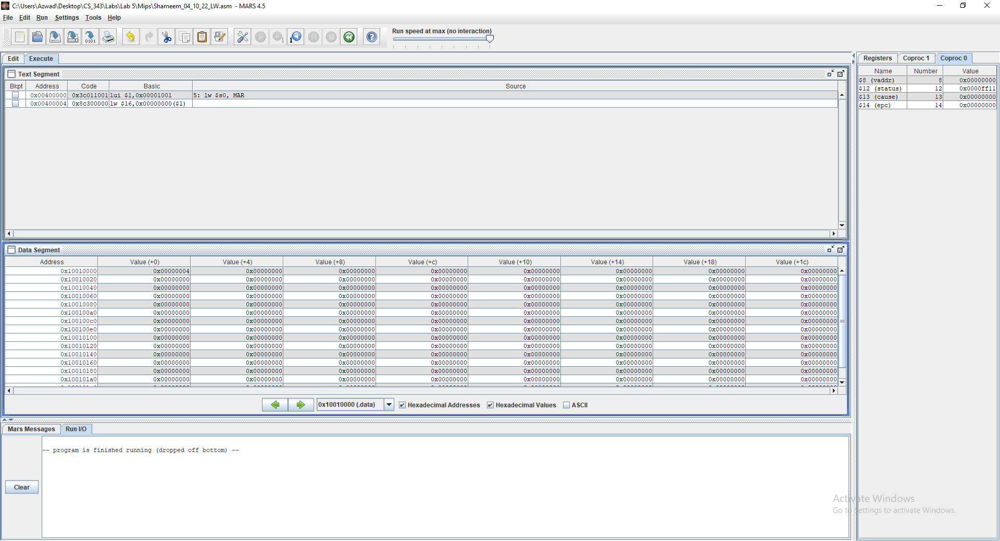 C:\Users\Azwad\Desktop\CS_343\Labs\Lab 5\Mips\Shameem_04_10_22_LW.asm - MARS 4.5
File Edit Run Settings Tools Help
Run speed at max (no interaction)
Edit Execute
Text Segment
Bkpt Address Code Basic Source
0x00400000 0x3c011001 lui $1,0x00001001 5: lw $s0, MAR
0x00400004 0x8c300000 lw $16,0x00000000($1)
Data Segment
Address Value (+0) Value (+4) Value (+8) Value (+c) Value (+10) Value (+14) Value (+18) Value (+1c)
0x10010000 0x00000004 0x00000000 0x00000000 0x00000000 0x00000000 0x00000000 0x00000000 0x00000000
0x10010020 0x00000000 0x00000000 0x00000000 0x00000000 0x00000000 0x00000000 0x00000000 0x00000000
0x10010040 0x00000000 0x00000000 0x00000000 0x00000000 0x00000000 0x00000000 0x00000000 0x00000000
0x10010060 0x00000000 0x00000000 0x00000000 0x00000000 0x00000000 0x00000000 0x00000000 0x00000000
0x10010080 0x00000000 0x00000000 0x00000000 0x00000000 0x00000000 0x00000000 0x00000000 0x00000000
0x100100a0 0x00000000 0x00000000 0x00000000 0x00000000 0x00000000 0x00000000 0x00000000 0x00000000
0x100100c0 0x00000000 0x00000000 0x00000000 0x00000000 0x00000000 0x00000000 0x00000000 0x00000000
0x100100e0 0x00000000 0x00000000 0x00000000 0x00000000 0x00000000 0x00000000 0x00000000 0x00000000
0x10010100 0x00000000 0x00000000 0x00000000 0x00000000 0x00000000 0x00000000 0x00000000 0x00000000
0x10010120 0x00000000 0x00000000 0x00000000 0x00000000 0x00000000 0x00000000 0x00000000 0x00000000
0x10010140 0x00000000 0x00000000 0x00000000 0x00000000 0x00000000 0x00000000 0x00000000 0x00000000
0x10010160 0x00000000 0x00000000 0x00000000 0x00000000 0x00000000 0x00000000 0x00000000 0x00000000
0x10010180 0x00000000 0x00000000 0x00000000 0x00000000 0x00000000 0x00000000 0x00000000 0x00000000
0x100101a0 0x00000000 0x00000000 0x00000000 0x00000000 0x00000000 0x00000000 0x00000000 0x00000000
0x10010000 (.data) Hexadecimal Addresses Hexadecimal Values ASCII
Mars Messages Run I/O
-- program is finished running (dropped off bottom) --
Clear
Registers Coproc 1 Coproc 0
Name Number Value
$8 (vaddr) 8 0x00000000
$12 (status) 12 0x0000ff11
$13 (cause) 13 0x00000000
$14 (epc) 14 0x00000000
Activate Windows
Go to Settings to activate Windows.